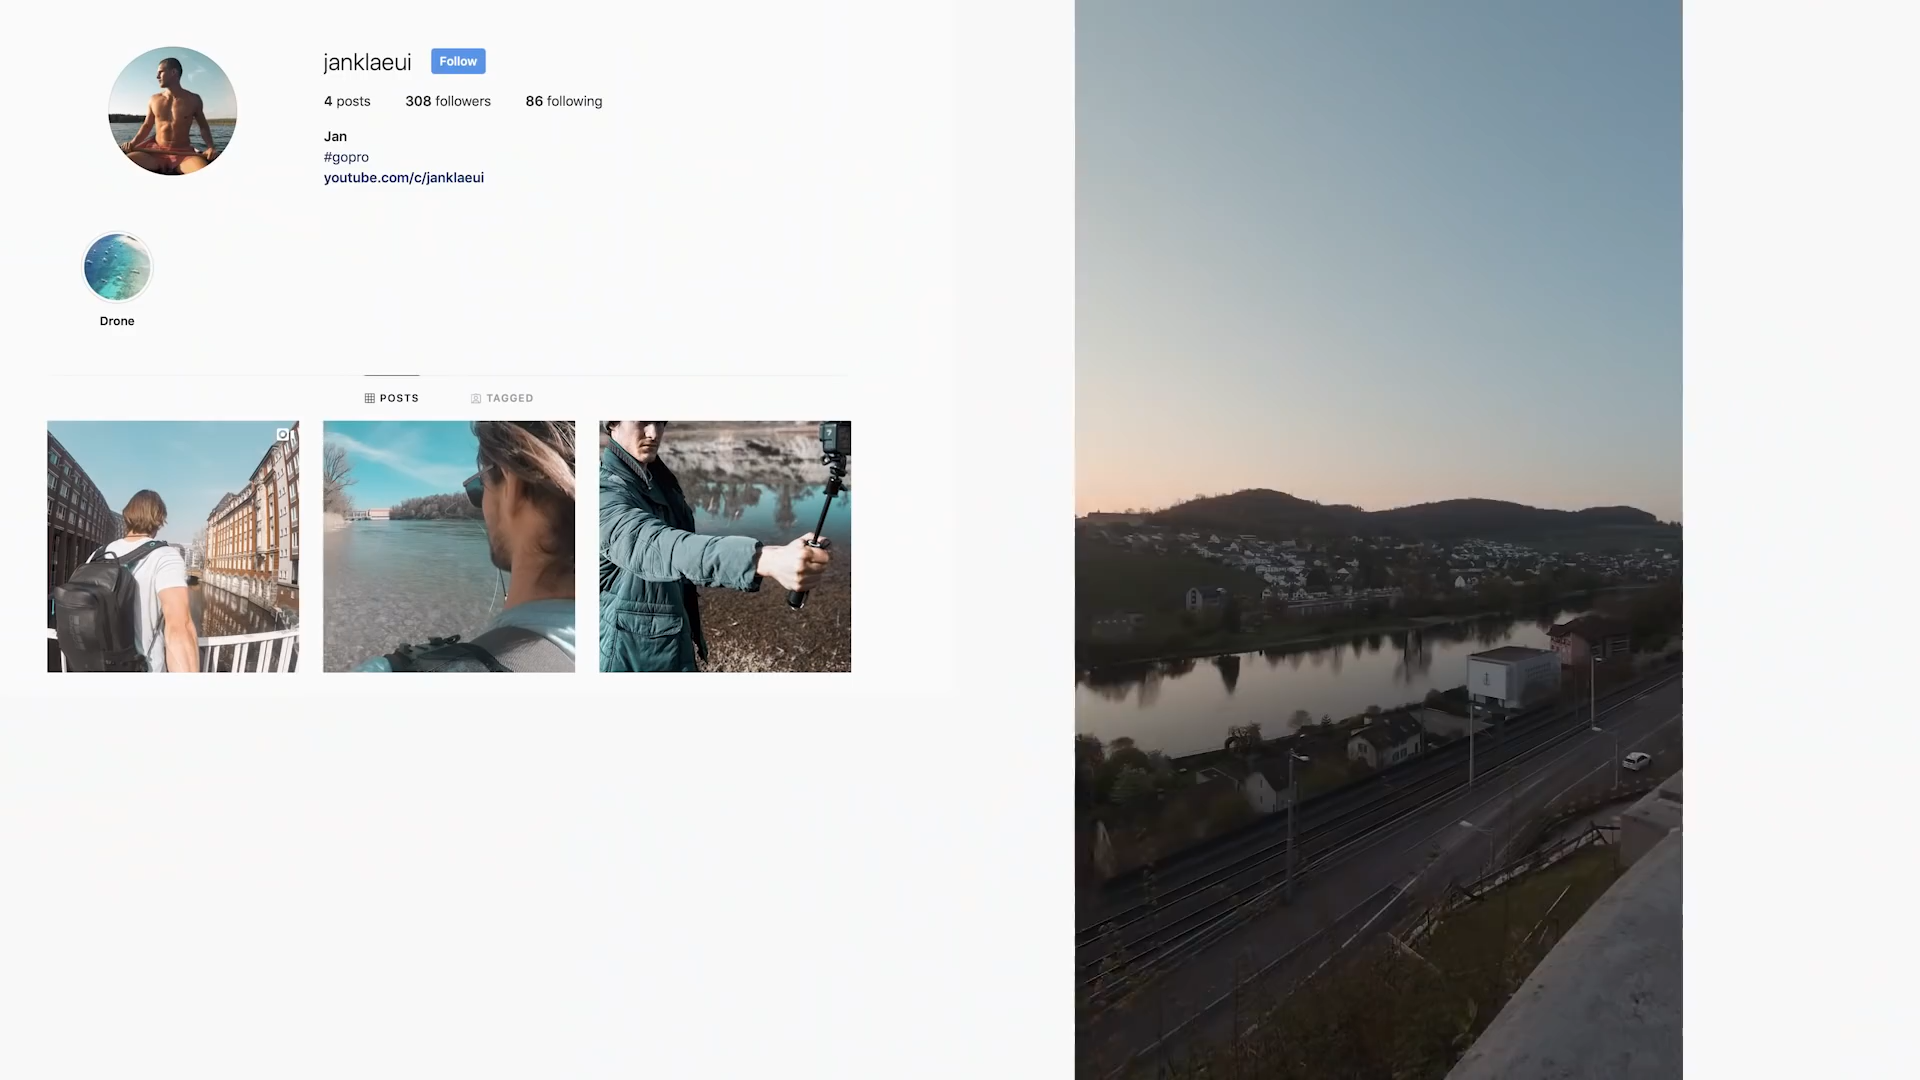 janklaeui Follow
4 posts 308 followers 86 following
Jan
#gopro
youtube.com/c/janklaeui
Drone
POSTS TAGGED